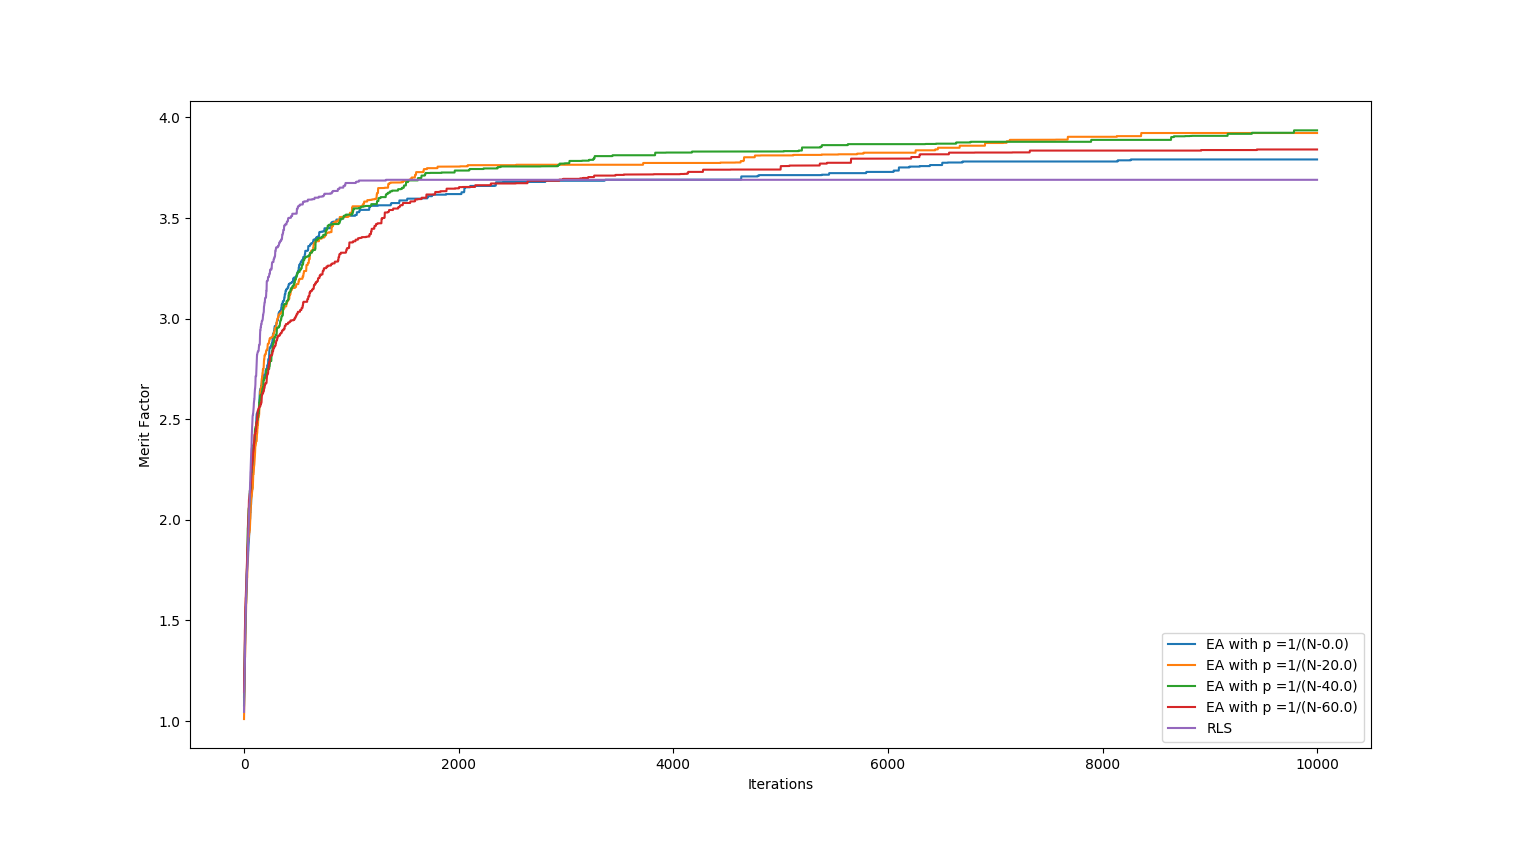 4.0
3.5
3.0
2.5
2.0
1.5
1.0
Merit Factor
0
2000
4000
6000
8000
10000
Iterations
EA with p =1/(N-0.0)
EA with p =1/(N-20.0)
EA with p =1/(N-40.0)
EA with p =1/(N-60.0)
RLS